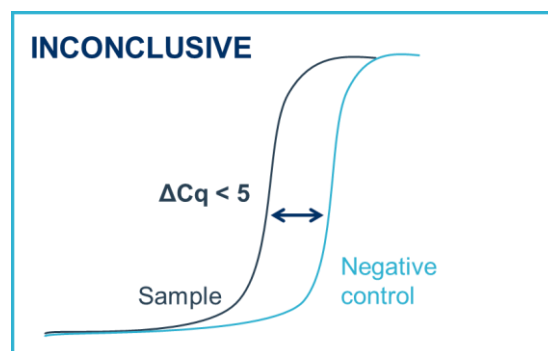 INCONCLUSIVE
ΔCq < 5
Sample
Negative
control